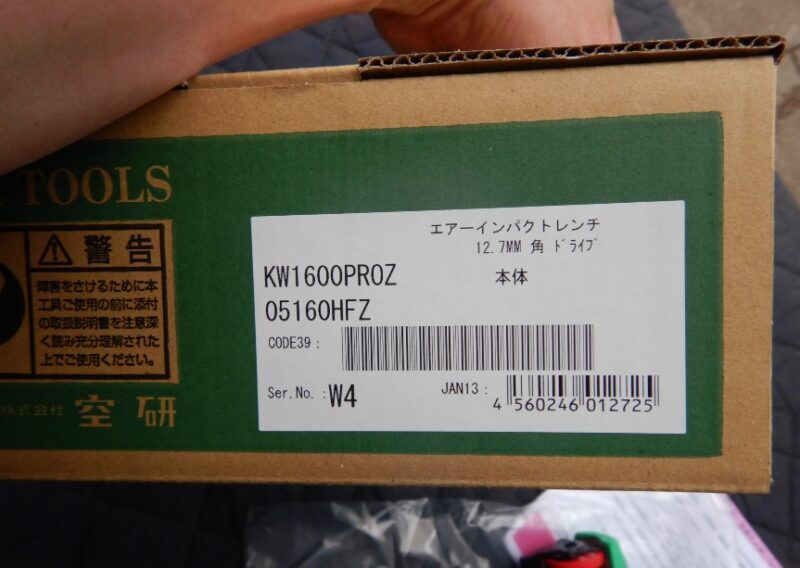 TOOLS
警告
障害をさけるために本
工具ご使用の前に添付
の取扱説明書を注意深
く読み充分理解された
上でご使用ください。
株式会社 空研
エアーインパクトレンチ
12.7MM 角 ﾄﾞﾗｲﾌﾞ
KW1600PROZ 本体
05160HFZ
CODE39 :
Ser.No. : W4
JAN13 :
4 560246 012725